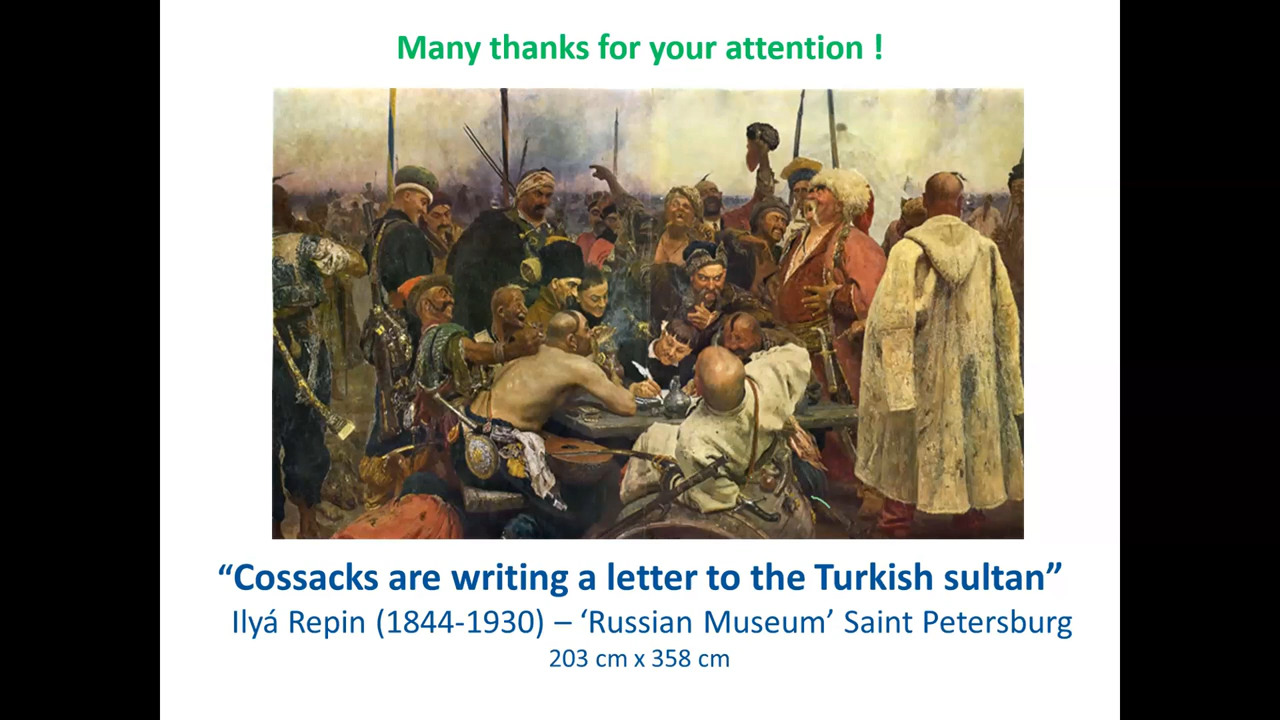 Many thanks for your attention !
“Cossacks are writing a letter to the Turkish sultan”
Ilyá Repin (1844-1930) – ‘Russian Museum’ Saint Petersburg
203 cm x 358 cm